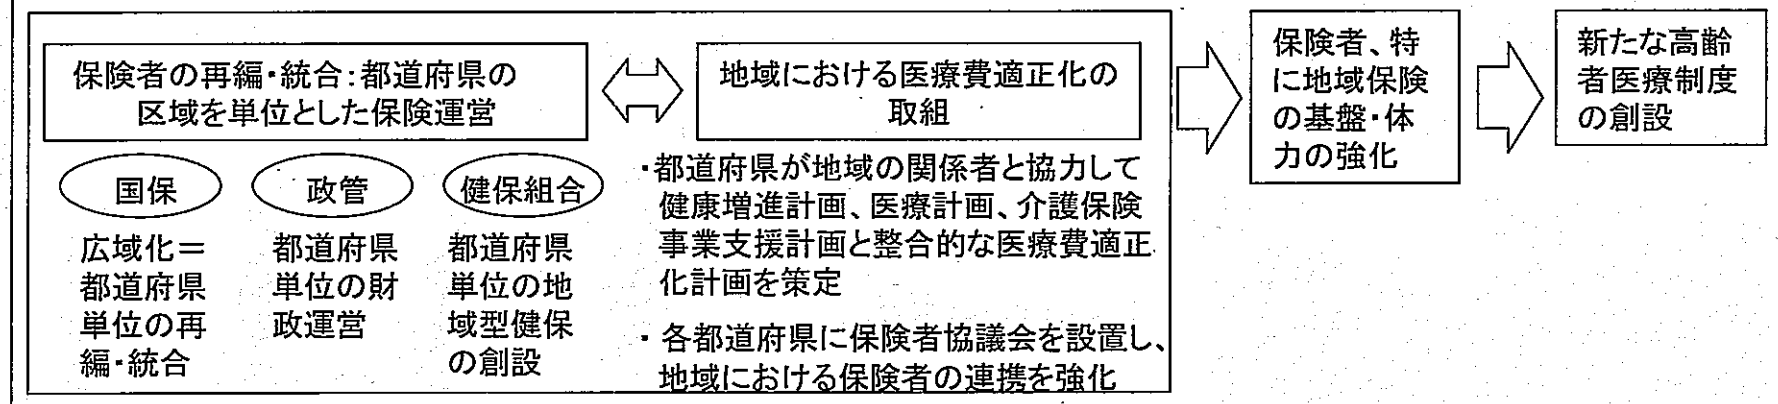 保険者の再編・統合:都道府県の
区域を単位とした保険運営
国保
広域化=
都道府県
単位の再
編・統合
政管
都道府県
単位の財
政運営
健保組合
都道府県
単位の地
域型健保
の創設
地域における医療費適正化の
取組
・都道府県が地域の関係者と協力して
健康増進計画、医療計画、介護保険
事業支援計画と整合的な医療費適正
化計画を策定
・各都道府県に保険者協議会を設置し、
地域における保険者の連携を強化
保険者、特
に地域保険
の基盤・体
力の強化
新たな高齢
者医療制度
の創設